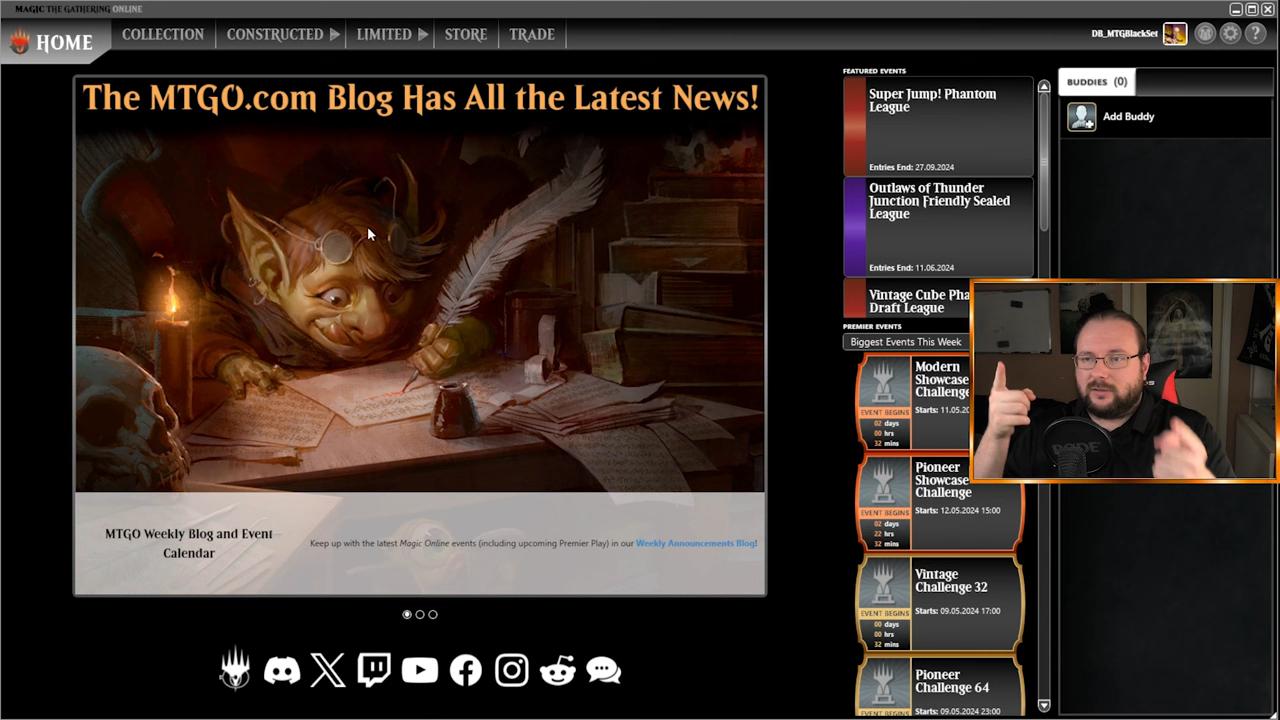 MAGIC THE GATHERING ONLINE
HOME
COLLECTION
CONSTRUCTED
LIMITED
STORE
TRADE
DB_MTGBlackSet
?
The MTGO.com Blog Has All the Latest News!
MTGO Weekly Blog and Event
Calendar
Keep up with the latest Magic Online events (including upcoming Premier Play) in our Weekly Announcements Blog!
FEATURED EVENTS
Super Jump! Phantom
League
Entries End: 27.09.2024
Outlaws of Thunder
Junction Friendly Sealed
League
Entries End: 11.06.2024
Vintage Cube Pha
Draft League
PREMIER EVENTS
Biggest Events This Week
Modern
Showcase
Challenge
Starts: 11.05.20
EVENT BEGINS
02 days
00 hrs
32 mins
Pioneer
Showcase
Challenge
Starts: 12.05.2024 15:00
EVENT BEGINS
02 days
22 hrs
32 mins
Vintage
Challenge 32
Starts: 09.05.2024 17:00
EVENT BEGINS
00 days
00 hrs
32 mins
Pioneer
Challenge 64
Starts: 09.05.2024 23:00
EVENT BEGINS
BUDDIES (0)
Add Buddy